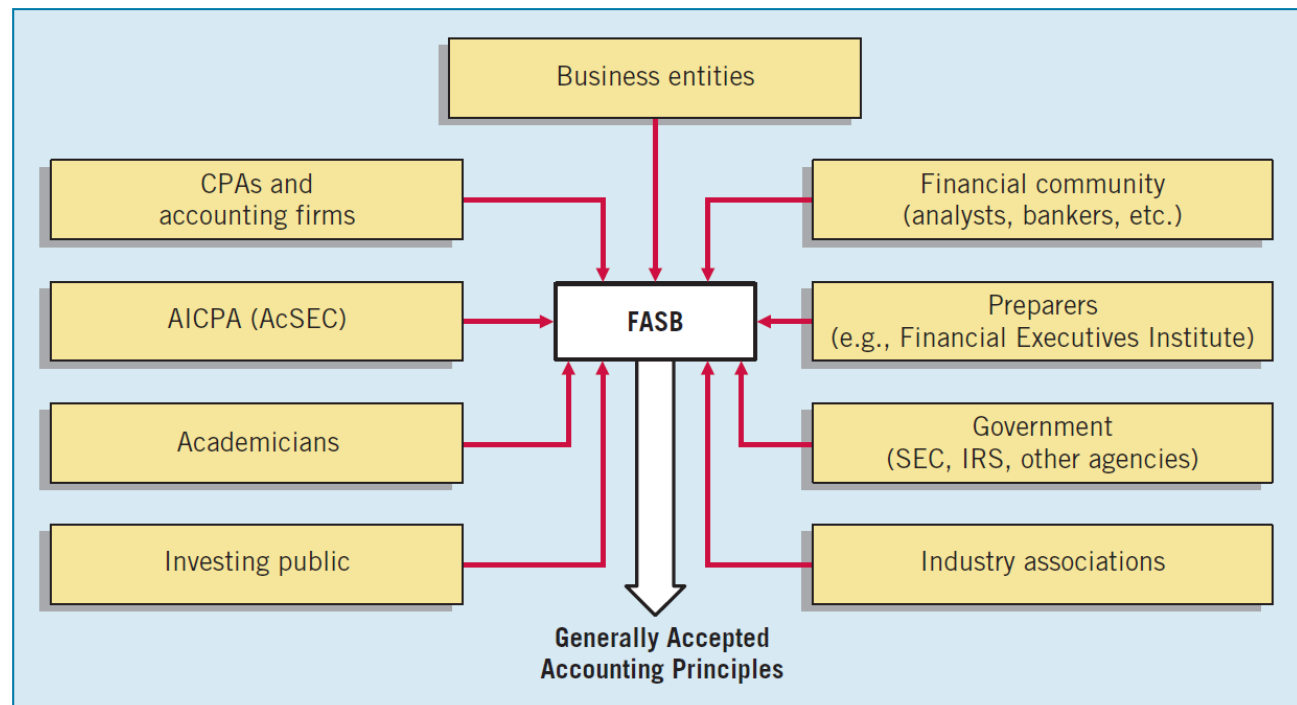 Business entities
CPAs and
accounting firms
Financial community
(analysts, bankers, etc.)
AICPA (AcSEC)
FASB
Preparers
(e.g., Financial Executives Institute)
Academicians
Government
(SEC, IRS, other agencies)
Investing public
Industry associations
Generally Accepted
Accounting Principles